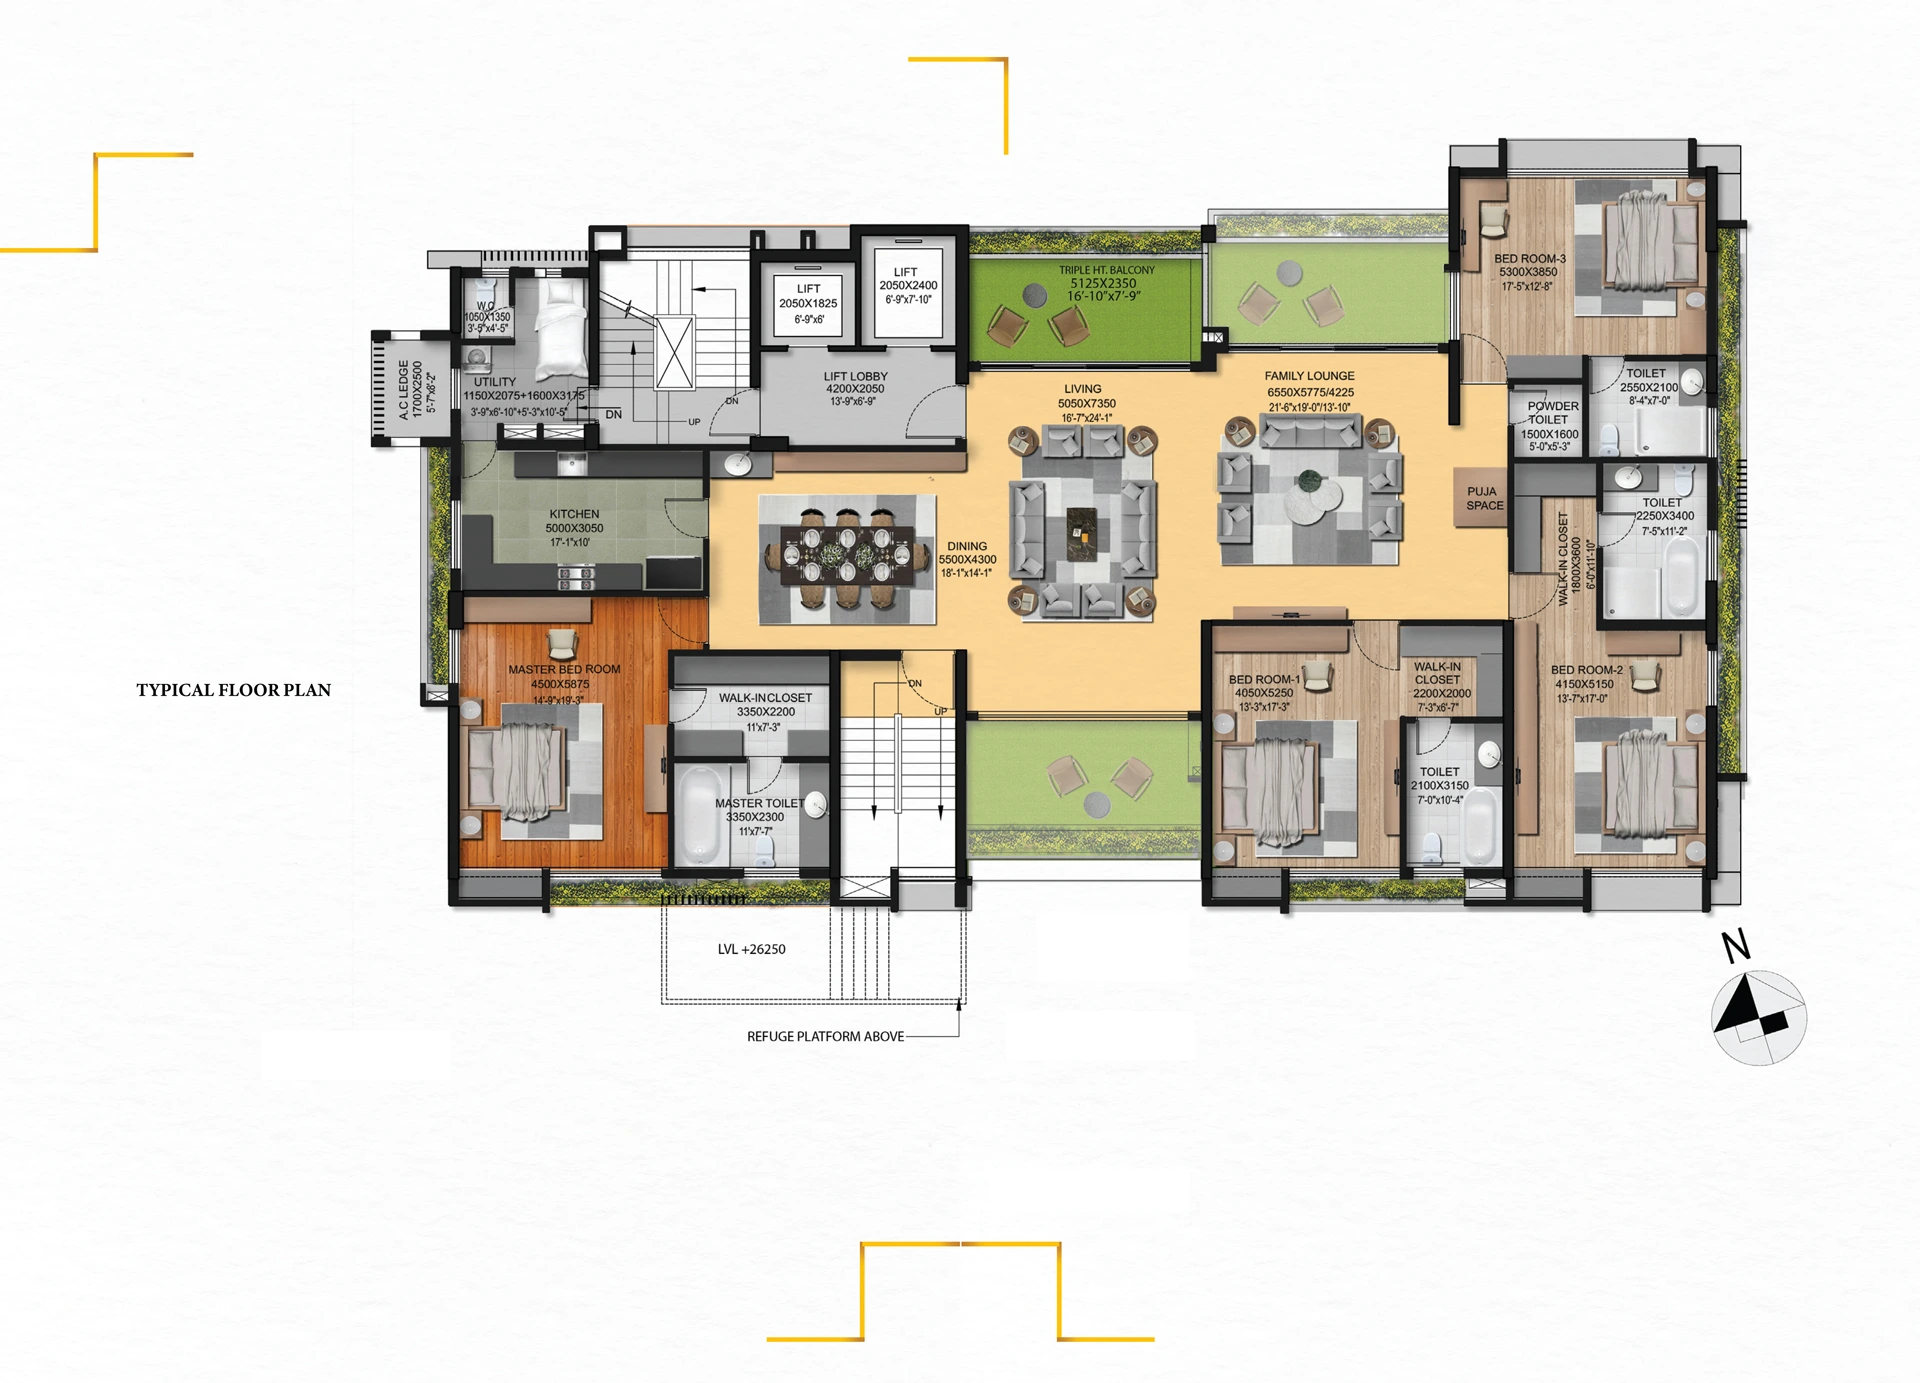 BED ROOM-3
5300X3850
17'-5"x12'-8"
TRIPLE HT. BALCONY
5125X2350
16'-10"x7'-9"
LIFT
2050X2400
6'-9"x7'-10"
LIFT
2050X1825
6'-9"x6'
W.C
1050X1350
3'-5"x4'-5"
A.C LEDGE
1700X2500
5'-7"x8'-2"
UTILITY
1150X2075+1600X3175
3'-9"x6'-10"+5'-3"x10'-5"
DN
UP
DN
LIFT LOBBY
4200X2050
13'-9"x6'-9"
LIVING
5050X7350
16'-7"x24'-1"
FAMILY LOUNGE
6550X5775/4225
21'-6"x19'-0"/13'-10"
TOILET
2550X2100
8'-4"x7'-0"
POWDER
TOILET
1500X1600
5'-0"x5'-3"
PUJA
SPACE
TOILET
2250X3400
7'-5"x11'-2"
WALK-IN CLOSET
1800X3600
6'-0"x11'-10"
KITCHEN
5000X3050
17'-1"x10'
DINING
5500X4300
18'-1"x14'-1"
MASTER BED ROOM
4500X5875
14'-9"x19'-3"
WALK-IN CLOSET
3350X2200
11'x7'-3"
DN
UP
BED ROOM-1
4050X5250
13'-3"x17'-3"
WALK-IN
CLOSET
2200X2000
7'-3"x6'-7"
BED ROOM-2
4150X5150
13'-7"x17'-0"
TYPICAL FLOOR PLAN
MASTER TOILET
3350X2300
11'x7'-7"
TOILET
2100X3150
7'-0"x10'-4"
LVL +26250
REFUGE PLATFORM ABOVE
N